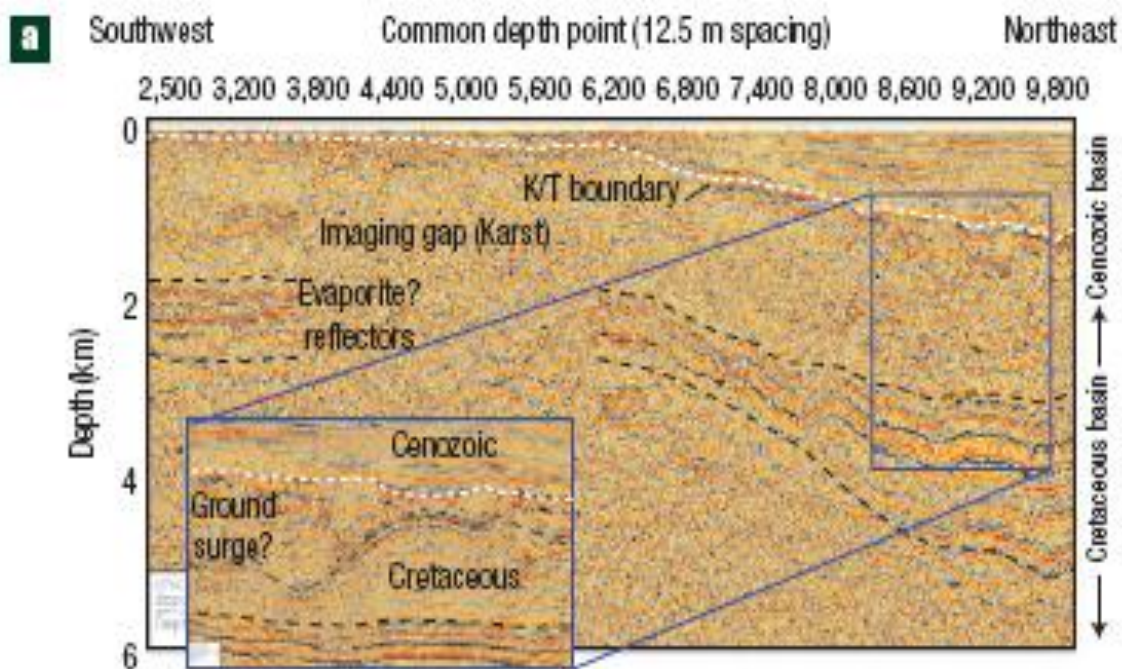 a
Southwest Common depth point (12.5 m spacing) Northeast
2,500 3,200 3,800 4,400 5,000 5,600 6,200 6,800 7,400 8,000 8,600 9,200 9,800
0
K/T boundary
Imaging gap (Karst)
Evaporite?
reflectors
2
Depth (km)
4
6
Cenozoic
Ground
surge?
Cretaceous
Cenozoic basin
Cretaceous basin